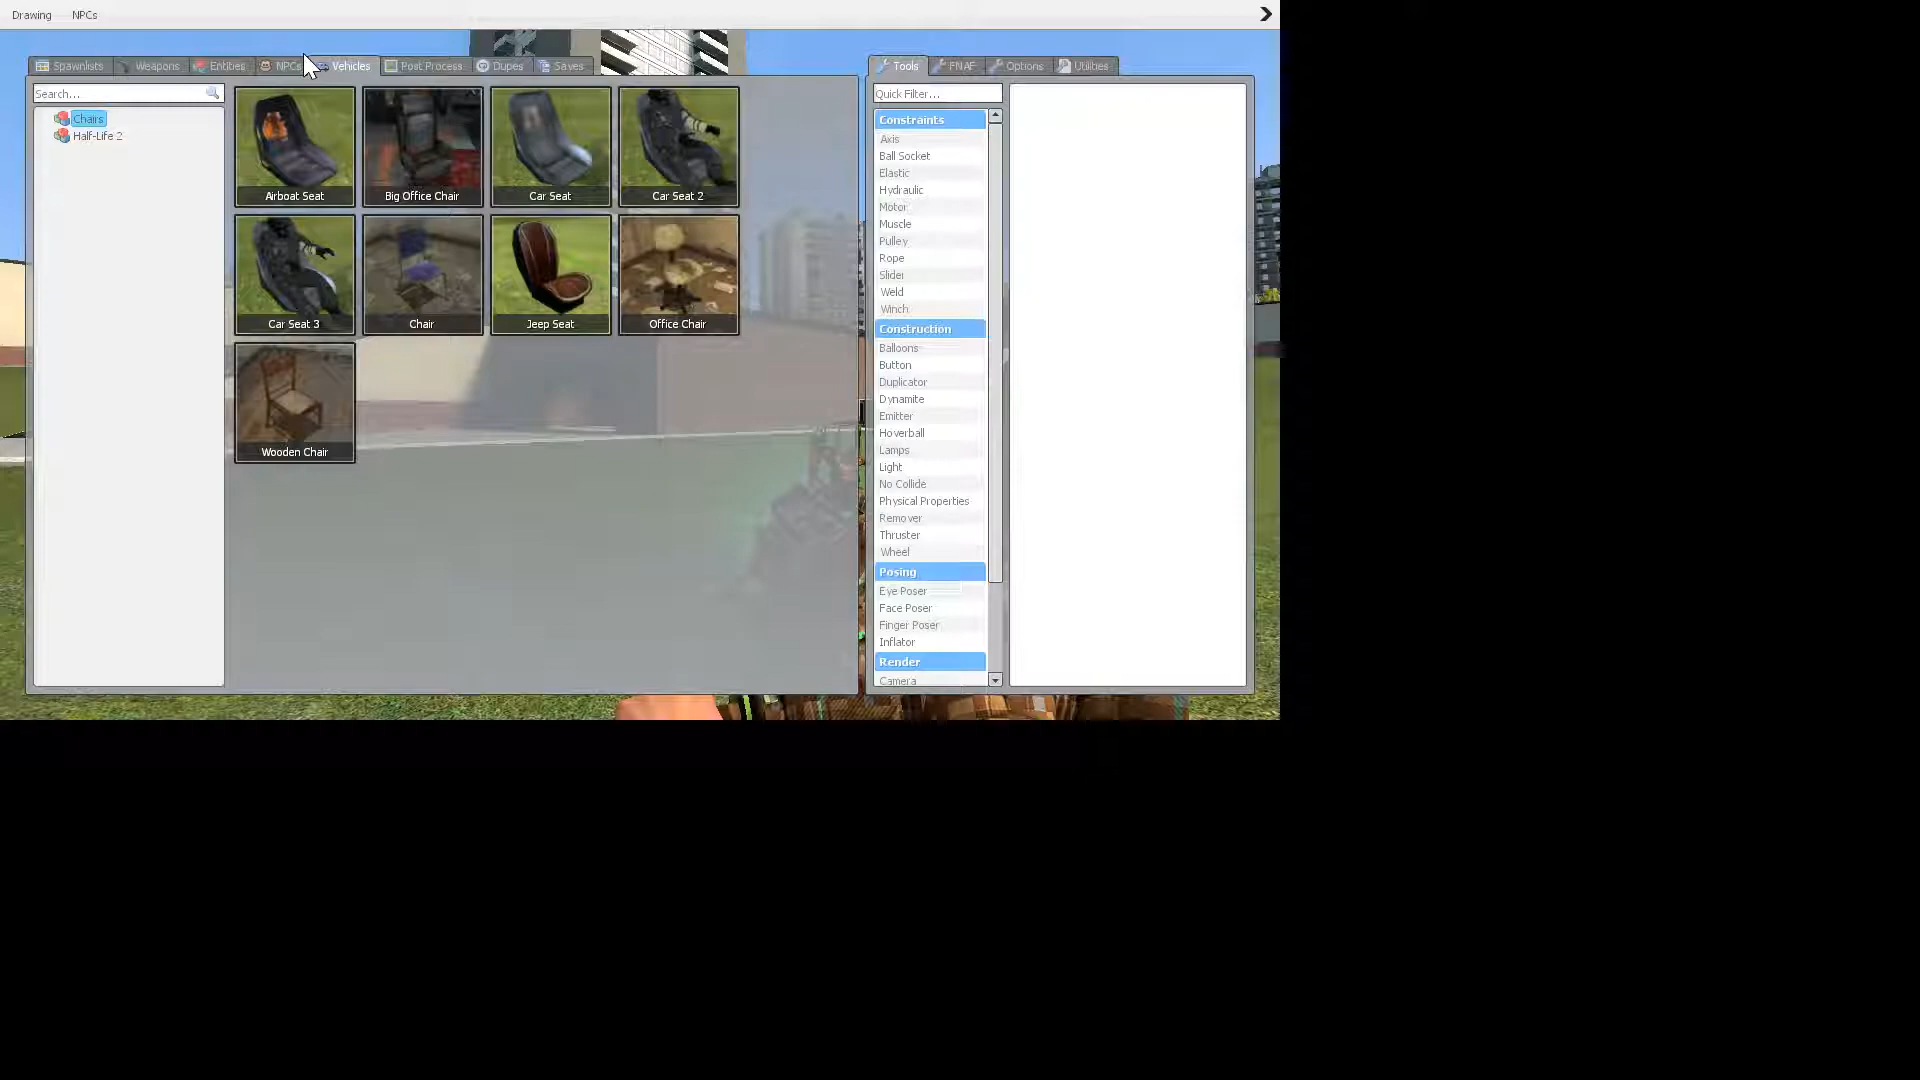 Drawing NPCs
Spawnlists Weapons Entities NPCs Vehicles Post Process Dupes Saves
Search...
Chairs
Half-Life 2
Airboat Seat
Big Office Chair
Car Seat
Car Seat 2
Car Seat 3
Chair
Jeep Seat
Office Chair
Wooden Chair
Tools FNAF Options Utilities
Quick Filter...
Constraints
Axis
Ball Socket
Elastic
Hydraulic
Motor
Muscle
Pulley
Rope
Slider
Weld
Winch
Construction
Balloons
Button
Duplicator
Dynamite
Emitter
Hoverball
Lamps
Light
No Collide
Physical Properties
Remover
Thruster
Wheel
Posing
Eye Poser
Face Poser
Finger Poser
Inflator
Render
Camera